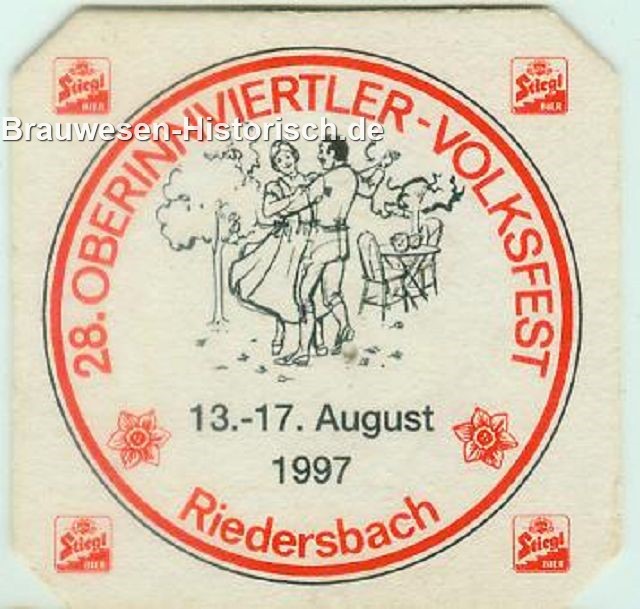 Stiegl
BIER
Stiegl
BIER
Brauwesen-Historisch.de
28. OBERINNVIERTLER-VOLKSFEST
13.-17. August
1997
Riedersbach
Stiegl
BIER
Stiegl
BIER